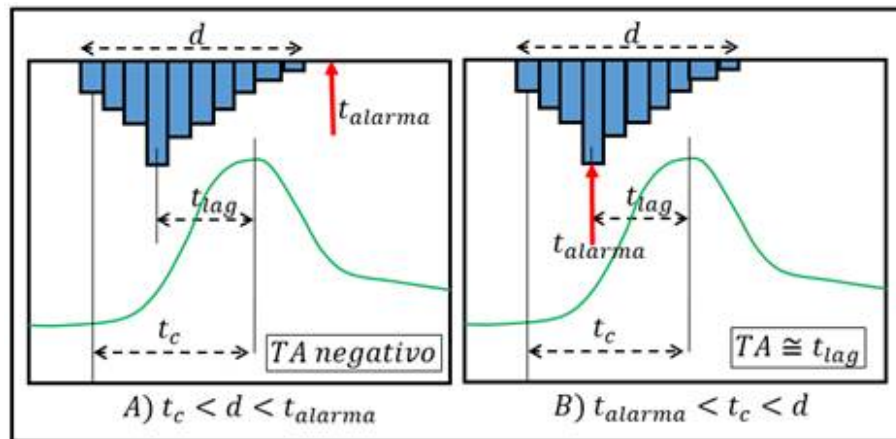 d
t_alarma
t_lag
t_c
TA negativo
A) t_c < d < t_alarma
d
t_lag
t_alarma
t_c
TA ≅ t_lag
B) t_alarma < t_c < d